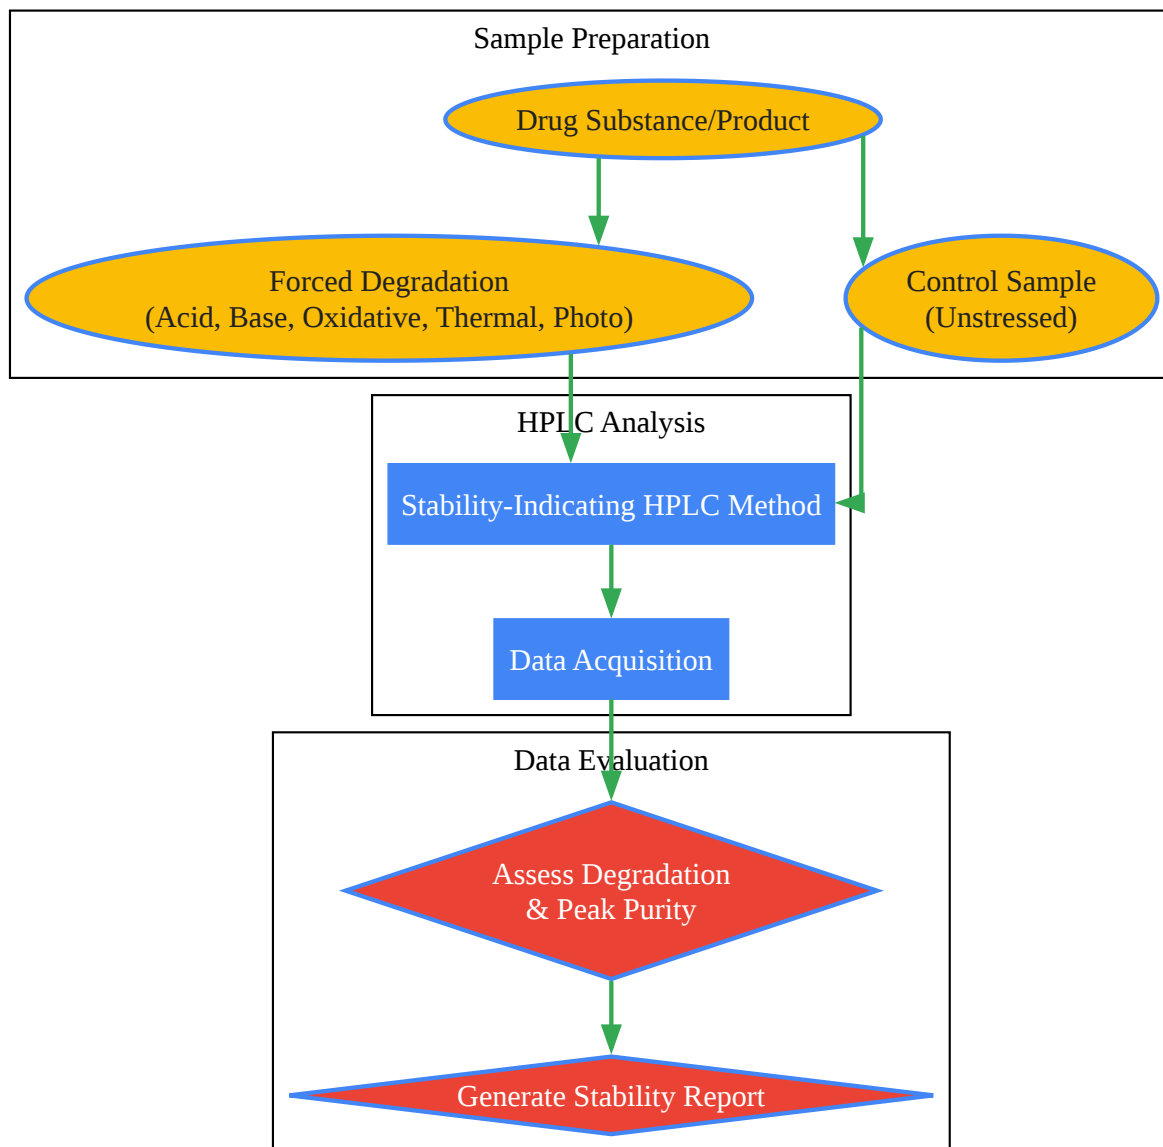 Sample Preparation
Drug Substance/Product
Forced Degradation
(Acid, Base, Oxidative, Thermal, Photo)
Control Sample
(Unstressed)
HPLC Analysis
Stability-Indicating HPLC Method
Data Acquisition
Data Evaluation
Assess Degradation
& Peak Purity
Generate Stability Report